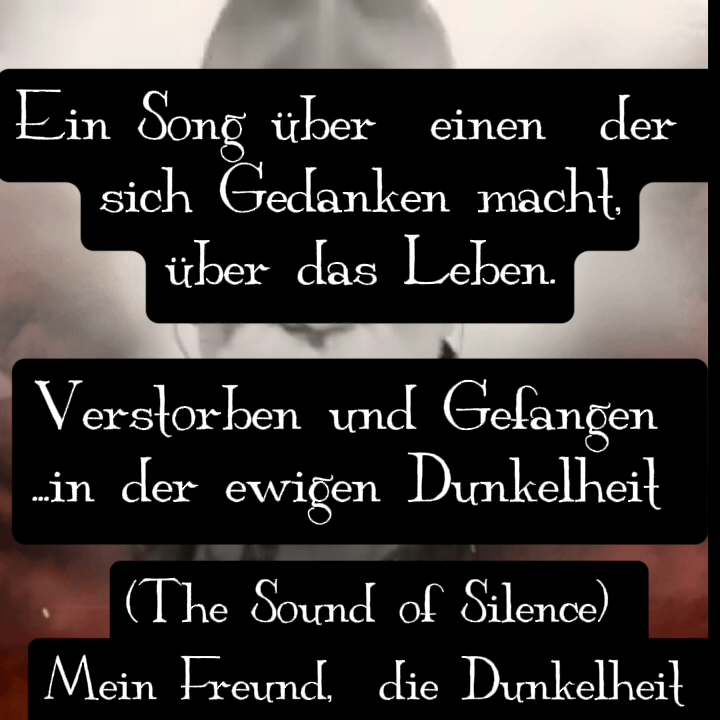 Ein Song über einen der
sich Gedanken macht,
über das Leben.
Verstorben und Gefangen
...in der ewigen Dunkelheit
(The Sound of Silence)
Mein Freund, die Dunkelheit